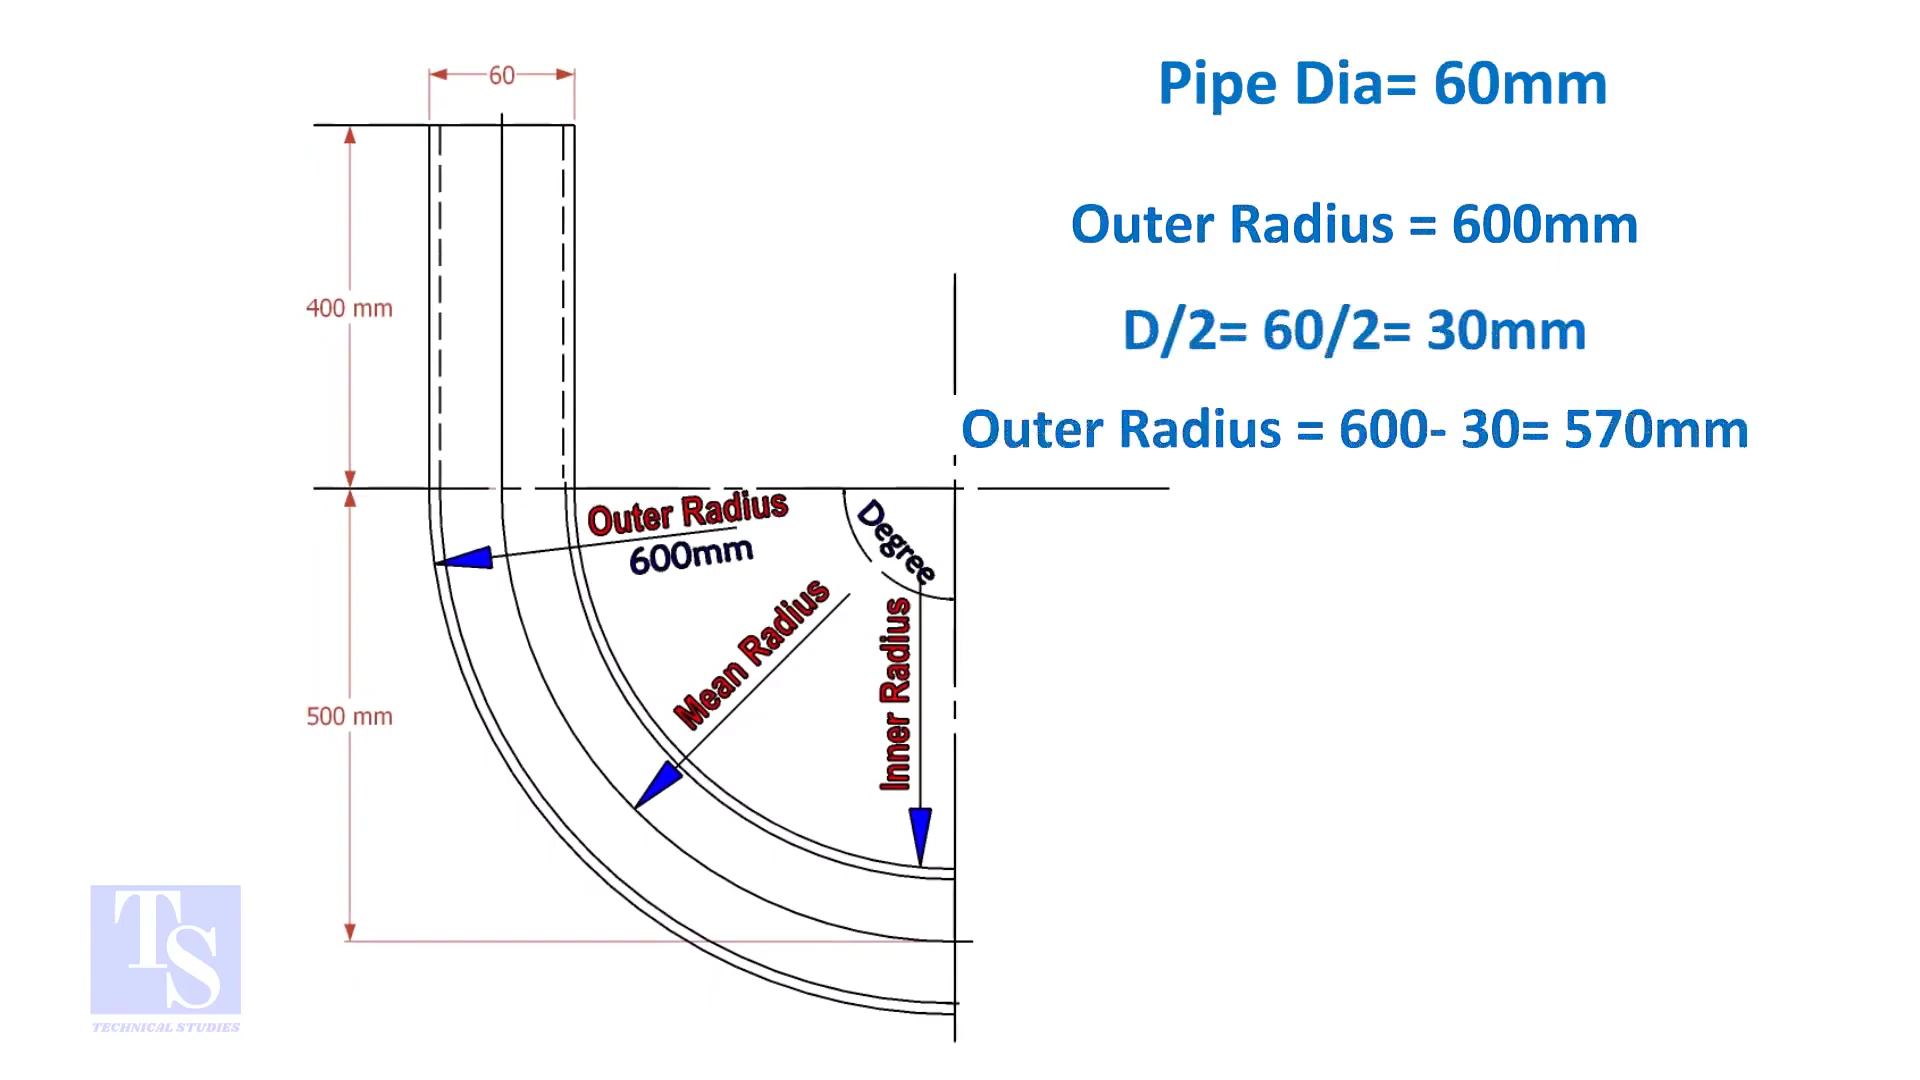 60
Pipe Dia= 60mm
Outer Radius = 600mm
400 mm
D/2= 60/2= 30mm
Outer Radius = 600- 30= 570mm
Outer Radius
600mm
Degree
Mean Radius
Inner Radius
500 mm
TS
TECHNICAL STUDIES